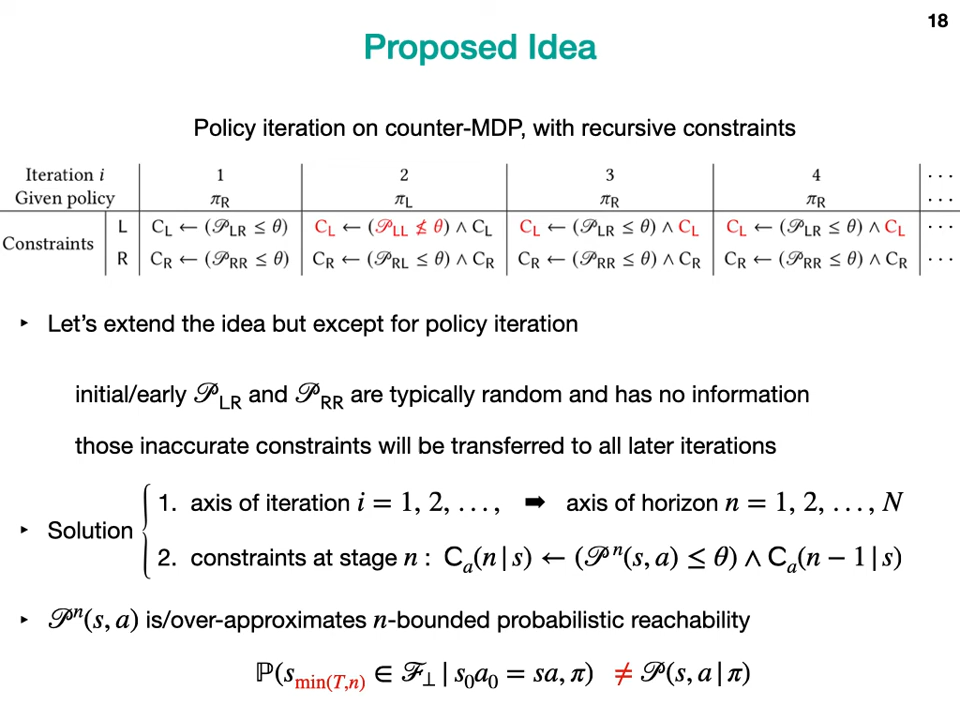 18
Proposed Idea
Policy iteration on counter-MDP, with recursive constraints
Iteration i 1 2 3 4 ···
Given policy π_R π_L π_R π_R ···
Constraints
L C_L ← (𝒫_LR ≤ θ) C_L ← (𝒫_LL ≰ θ) ∧ C_L C_L ← (𝒫_LR ≤ θ) ∧ C_L C_L ← (𝒫_LR ≤ θ) ∧ C_L ···
R C_R ← (𝒫_RR ≤ θ) C_R ← (𝒫_RL ≤ θ) ∧ C_R C_R ← (𝒫_RR ≤ θ) ∧ C_R C_R ← (𝒫_RR ≤ θ) ∧ C_R ···
‣ Let's extend the idea but except for policy iteration
initial/early 𝒫_LR and 𝒫_RR are typically random and has no information
those inaccurate constraints will be transferred to all later iterations
‣ Solution
1. axis of iteration i = 1, 2, . . . , ➡ axis of horizon n = 1, 2, . . . , N
2. constraints at stage n : C_a(n | s) ← (𝒫^n(s, a) ≤ θ) ∧ C_a(n − 1 | s)
‣ 𝒫^n(s, a) is/over-approximates n-bounded probabilistic reachability
ℙ(s_min(T,n) ∈ ℱ_⊥ | s_0a_0 = sa, π) ≠ 𝒫(s, a | π)